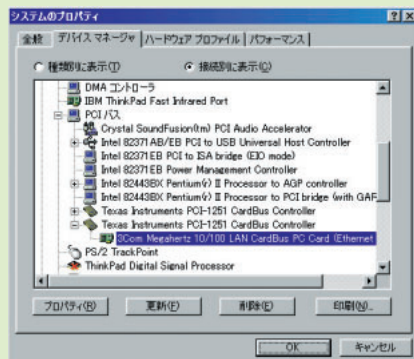 システムのプロパティ
全般 デバイス マネージャ ハードウェア プロファイル パフォーマンス
種類別に表示(T) 接続別に表示(C)
DMA コントローラ
IBM ThinkPad Fast Infrared Port
PCI バス
Crystal SoundFusion(tm) PCI Audio Accelerator
Intel 82371AB/EB PCI to USB Universal Host Controller
Intel 82371EB PCI to ISA bridge (EIO mode)
Intel 82371EB Power Management Controller
Intel 82443BX Pentium(r) II Processor to AGP controller
Intel 82443BX Pentium(r) II Processor to PCI bridge (with GAF
Texas Instruments PCI-1251 CardBus Controller
Texas Instruments PCI-1251 CardBus Controller
3Com Megahertz 10/100 LAN CardBus PC Card (Ethernet
PS/2 TrackPoint
ThinkPad Digital Signal Processor
プロパティ(R) 更新(F) 削除(E) 印刷(N)...
OK キャンセル